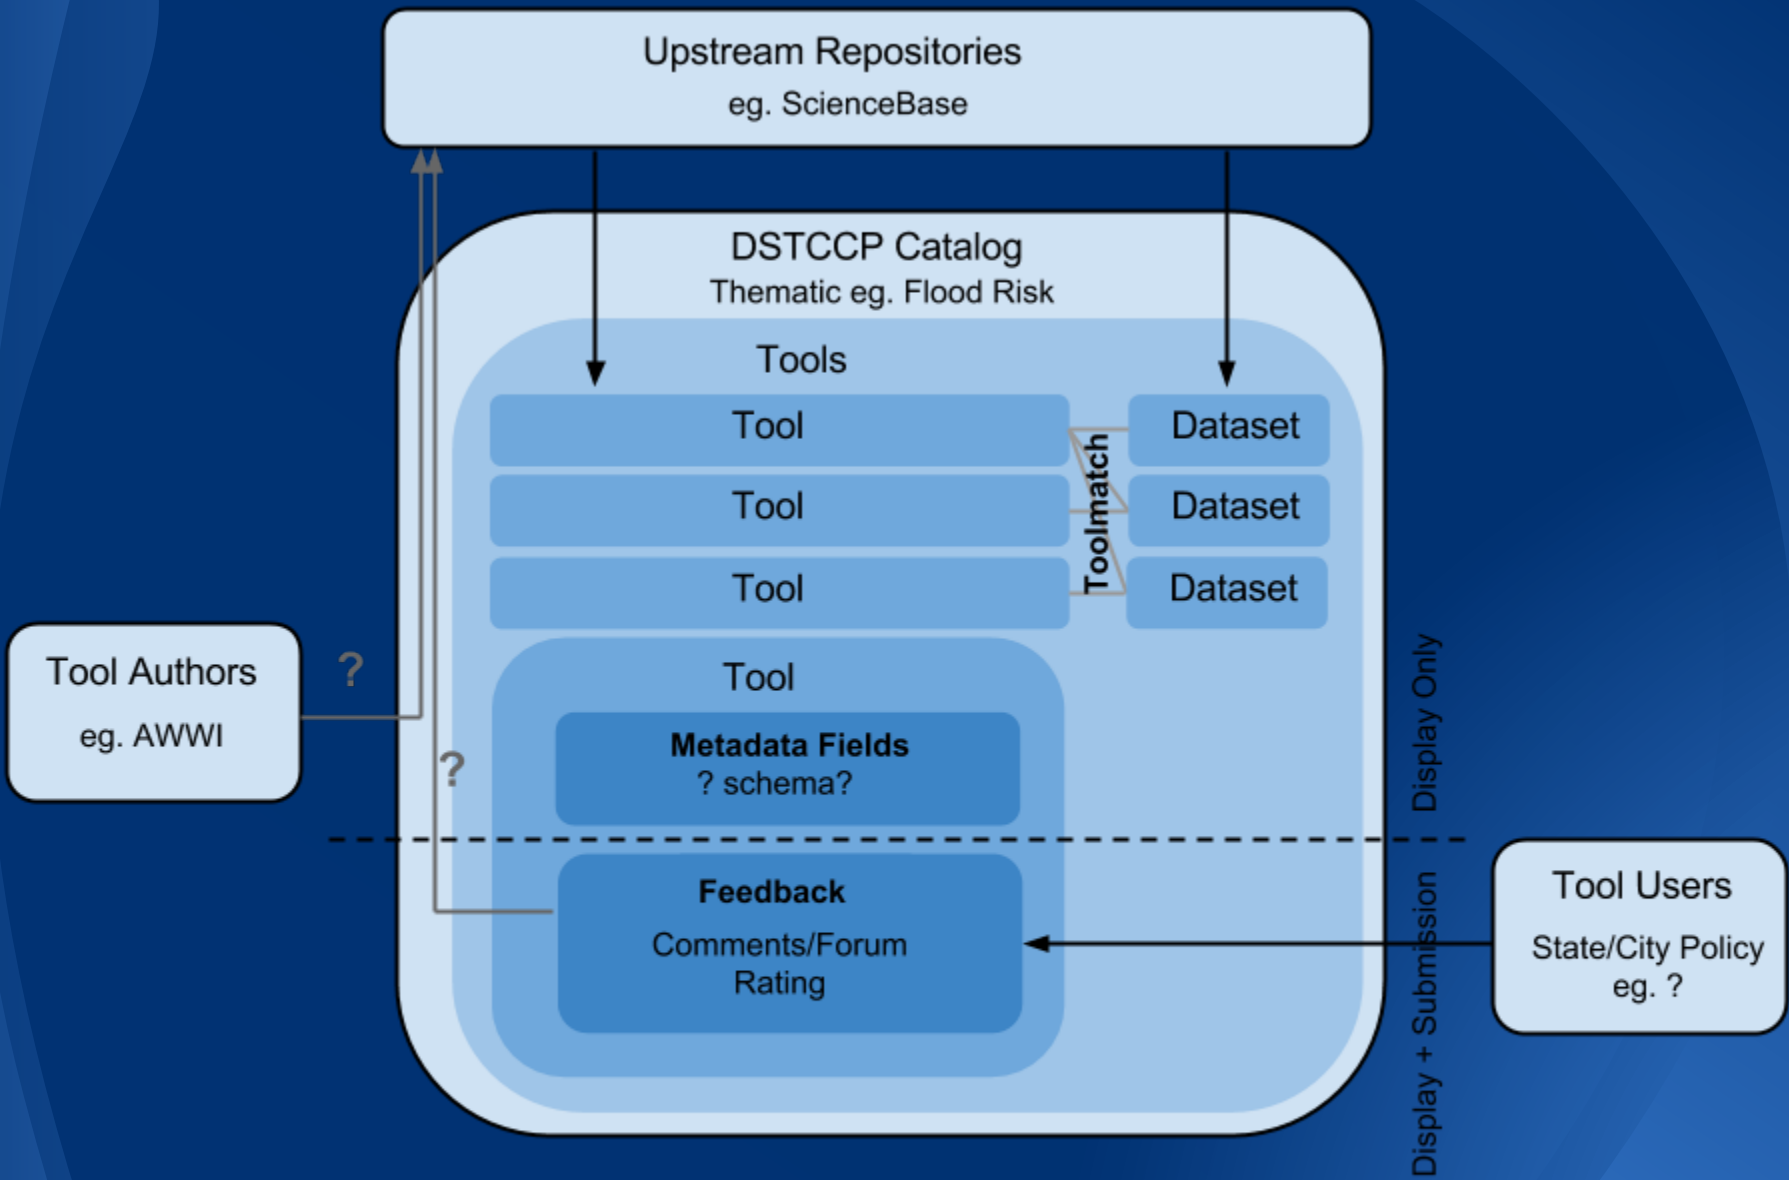 Upstream Repositories
eg. ScienceBase
DSTCCP Catalog
Thematic eg. Flood Risk
Tools
Tool
Dataset
Tool
Dataset
Tool
Dataset
Toolmatch
Tool Authors
eg. AWWI
?
?
Tool
Metadata Fields
? schema?
Display Only
Feedback
Comments/Forum
Rating
Display + Submission
Tool Users
State/City Policy
eg. ?